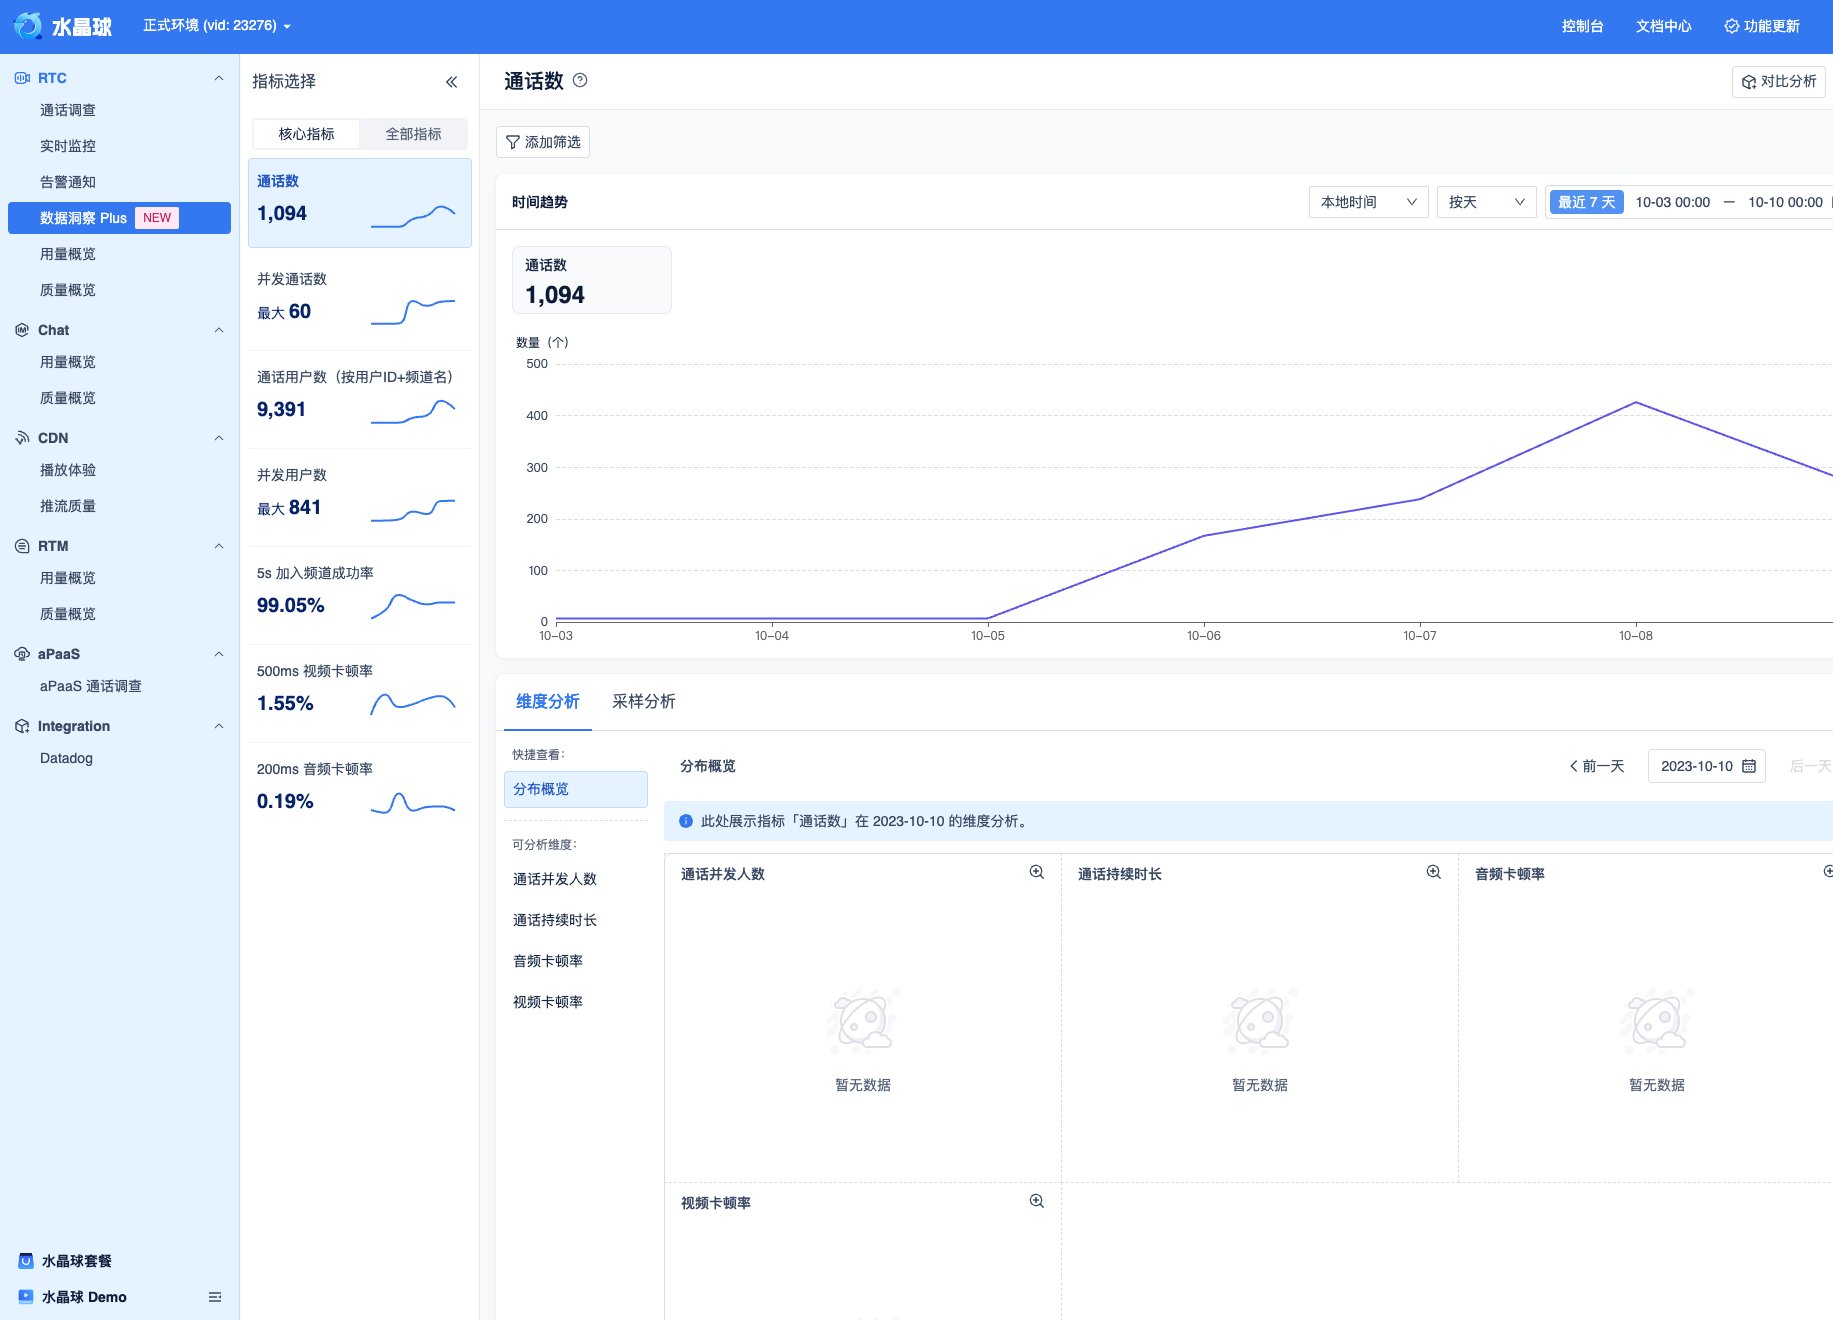 水晶球
正式环境 (vid: 23276)
控制台
文档中心
功能更新
RTC
通话调查
实时监控
告警通知
数据洞察 Plus NEW
用量概览
质量概览
Chat
用量概览
质量概览
CDN
播放体验
推流质量
RTM
用量概览
质量概览
aPaaS
aPaaS 通话调查
Integration
Datadog
水晶球套餐
水晶球 Demo
指标选择
核心指标
全部指标
通话数
1,094
并发通话数
最大 60
通话用户数（按用户ID+频道名）
9,391
并发用户数
最大 841
5s 加入频道成功率
99.05%
500ms 视频卡顿率
1.55%
200ms 音频卡顿率
0.19%
通话数
对比分析
添加筛选
时间趋势
本地时间
按天
最近 7 天
10-03 00:00 — 10-10 00:00
通话数
1,094
数量（个）
500
400
300
200
100
0
10-03
10-04
10-05
10-06
10-07
10-08
维度分析
采样分析
快捷查看:
分布概览
可分析维度:
通话并发人数
通话持续时长
音频卡顿率
视频卡顿率
分布概览
前一天
2023-10-10
后一天
此处展示指标「通话数」在 2023-10-10 的维度分析。
通话并发人数
通话持续时长
音频卡顿率
暂无数据
暂无数据
暂无数据
视频卡顿率